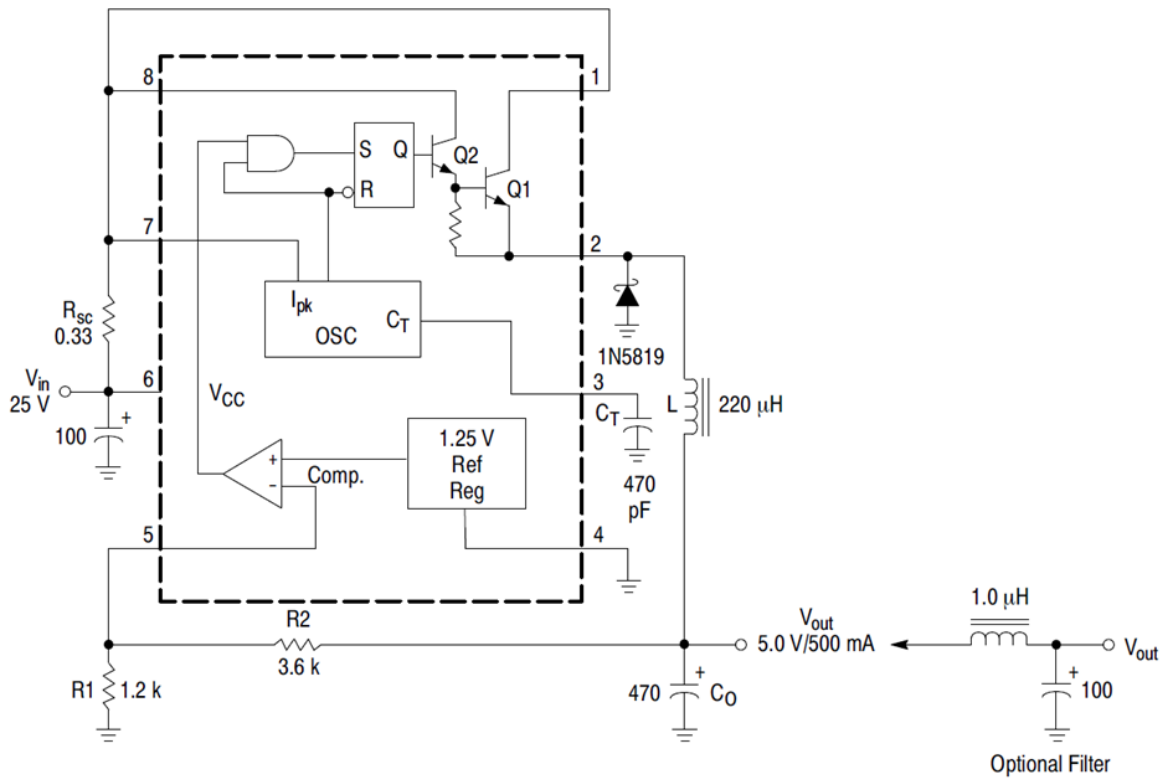 8
1
S
Q
Q2
R
Q1
7
2
Ipk
CT
OSC
Rsc
0.33
1N5819
Vin
25 V
6
VCC
3
CT
L
220 µH
100
+
+
−
Comp.
1.25 V
Ref
Reg
470
pF
5
4
R2
3.6 k
Vout
5.0 V/500 mA
1.0 µH
Vout
R1
1.2 k
470
+
CO
+
100
Optional Filter